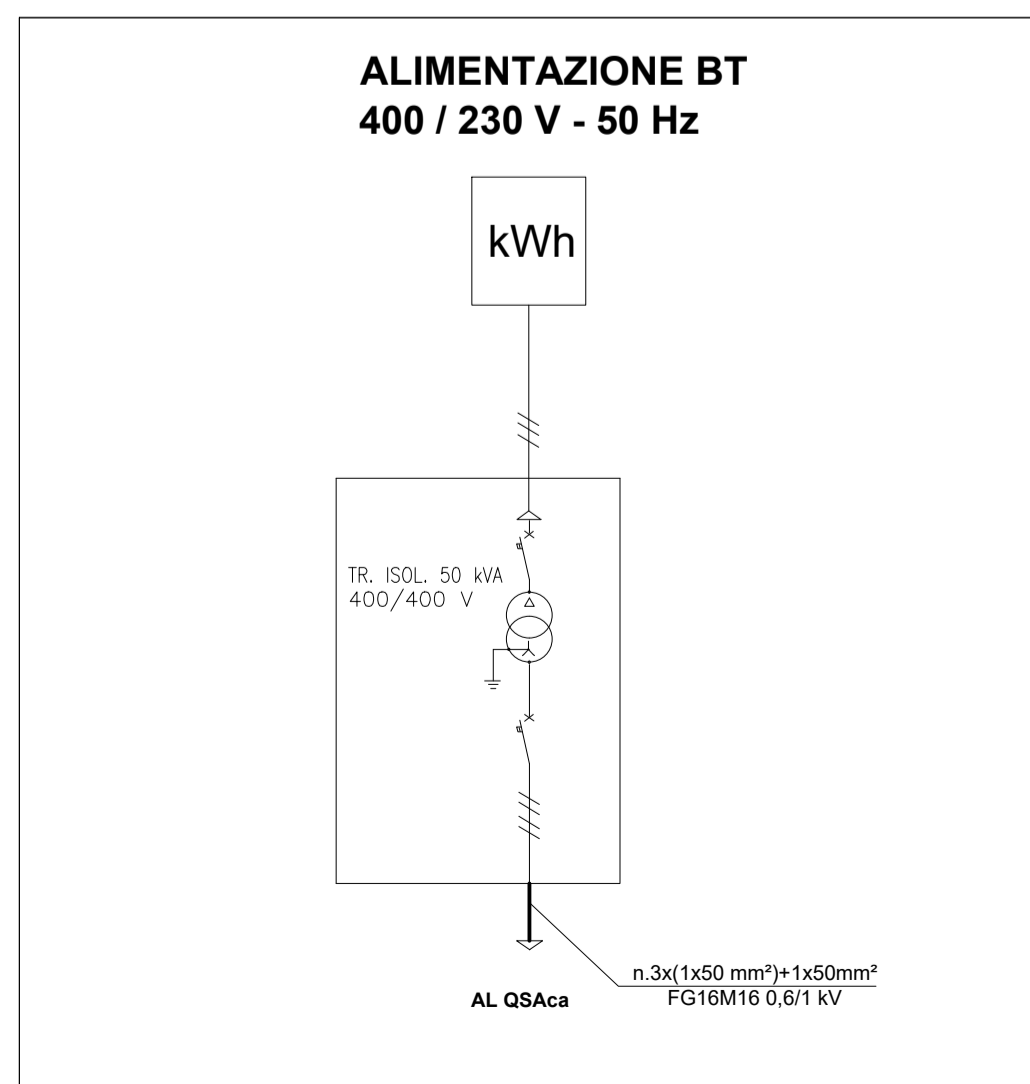 ALIMENTAZIONE BT
400 / 230 V - 50 Hz
kWh
TR. ISOL. 50 kVA
400/400 V
n.3x(1x50 mm²)+1x50mm²
FG16M16 0,6/1 kV
AL QSAca